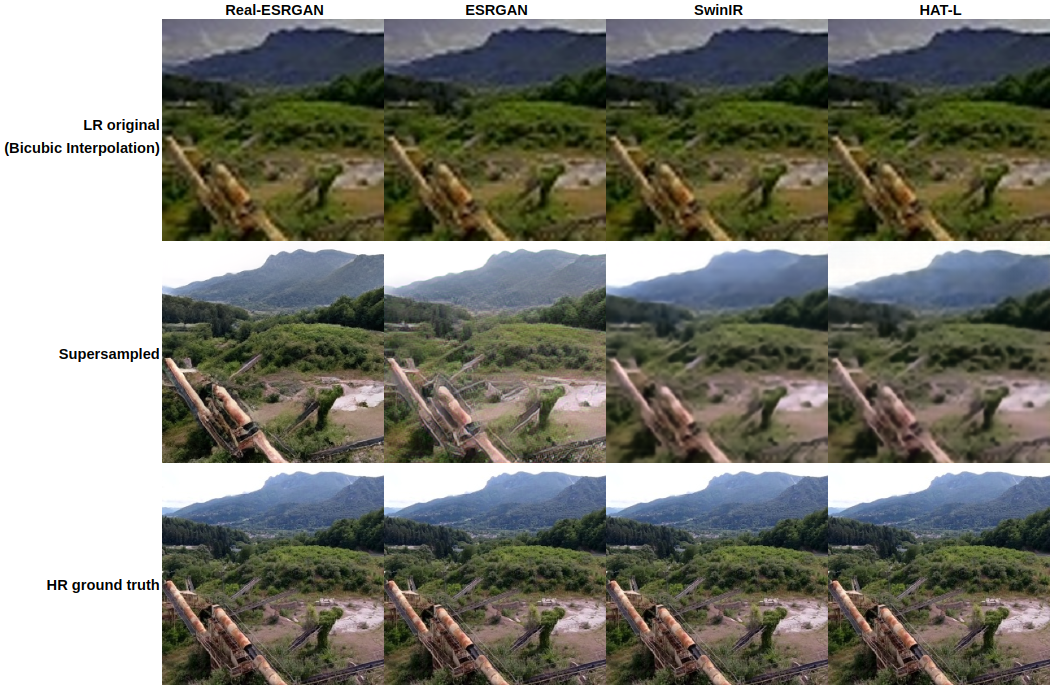 Real-ESRGAN ESRGAN SwinIR HAT-L
LR original
(Bicubic Interpolation)
Supersampled
HR ground truth